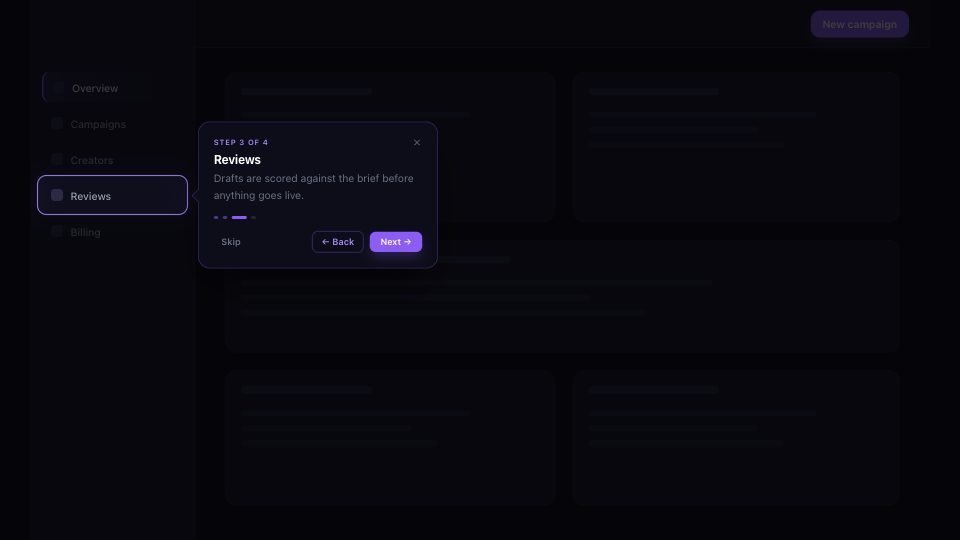 New campaign
Overview
Campaigns
Creators
Reviews
Billing
STEP 3 OF 4
Reviews
Drafts are scored against the brief before
anything goes live.
Skip
← Back
Next →